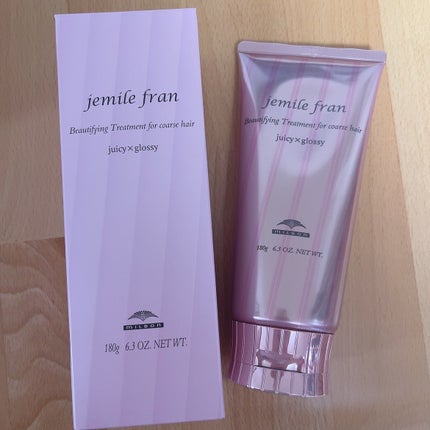 jemile fran
Beautifying Treatment for coarse hair
juicy×glossy
milbon
180g 6.3 OZ. NET WT.
jemile fran
Beautifying Treatment for coarse hair
juicy×glossy
milbon
180g 6.3 OZ. NET WT.